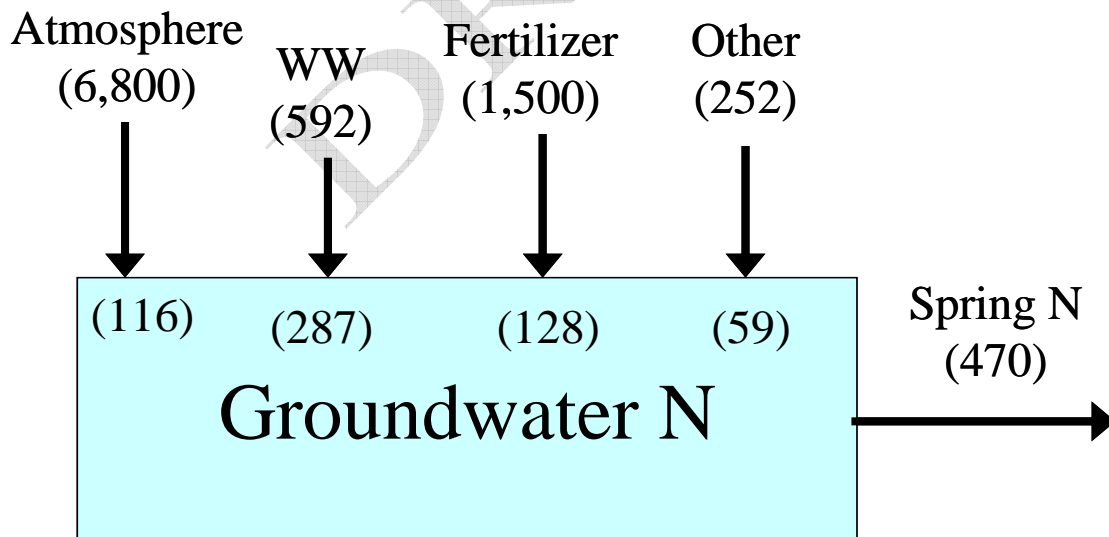 Atmosphere
(6,800)
WW
(592)
Fertilizer
(1,500)
Other
(252)
(116)
(287)
(128)
(59)
Groundwater N
Spring N
(470)